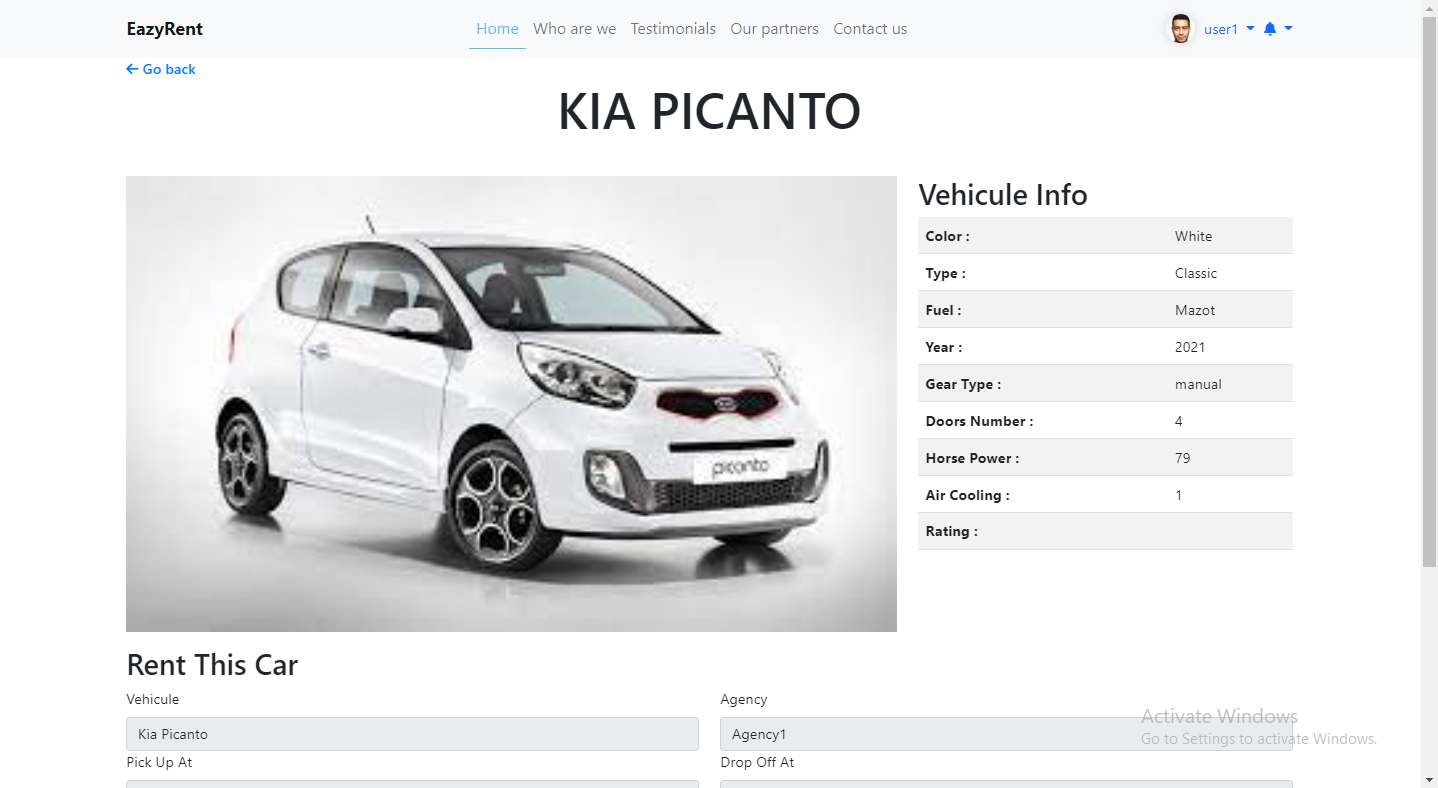 EazyRent
Home Who are we Testimonials Our partners Contact us
user1
Go back
KIA PICANTO
picanto
Vehicule Info
Color : White
Type : Classic
Fuel : Mazot
Year : 2021
Gear Type : manual
Doors Number : 4
Horse Power : 79
Air Cooling : 1
Rating :
Rent This Car
Vehicule Agency
Kia Picanto Agency1
Pick Up At Drop Off At
Activate Windows
Go to Settings to activate Windows.